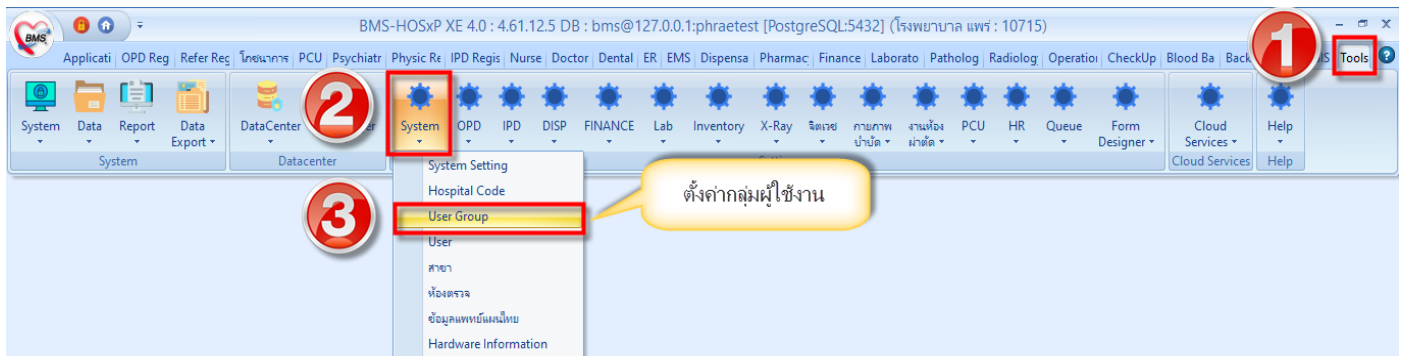 BMS
BMS-HOSxP XE 4.0 : 4.61.12.5 DB : bms@127.0.0.1:phraetest [PostgreSQL:5432] (โรงพยาบาล แพร่ : 10715)
Applicati OPD Reg Refer Reg โภชนาการ PCU Psychiatr Physic Re IPD Regis Nurse Doctor Dental ER EMS Dispensa Pharmac Finance Laborato Patholog Radiolog Operatio CheckUp Blood Ba Back Tools
1
2
System Data Report Data Export DataCenter System OPD IPD DISP FINANCE Lab Inventory X-Ray จิตเวช กายภาพบำบัด งานห้องผ่าตัด PCU HR Queue Form Designer Cloud Services Help
System Datacenter Cloud Services Help
System Setting
Hospital Code
3
User Group
ตั้งค่ากลุ่มผู้ใช้งาน
User
สาขา
ห้องตรวจ
ข้อมูลแพทย์แผนไทย
Hardware Information